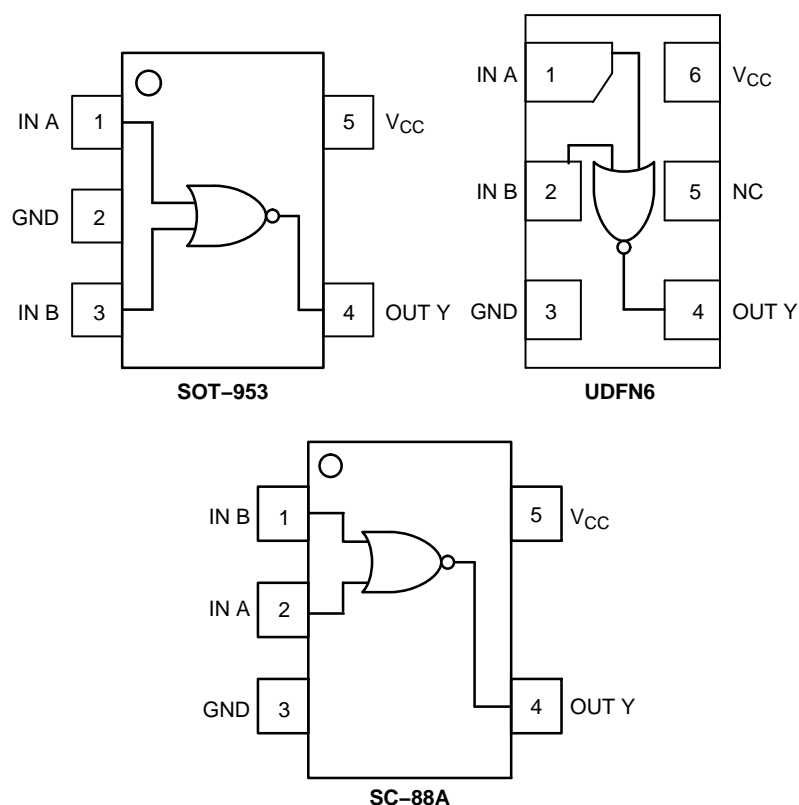 IN A 1 5 VCC
GND 2
IN B 3 4 OUT Y
SOT–953
IN A 1 6 VCC
IN B 2 5 NC
GND 3 4 OUT Y
UDFN6
IN B 1 5 VCC
IN A 2
GND 3 4 OUT Y
SC–88A